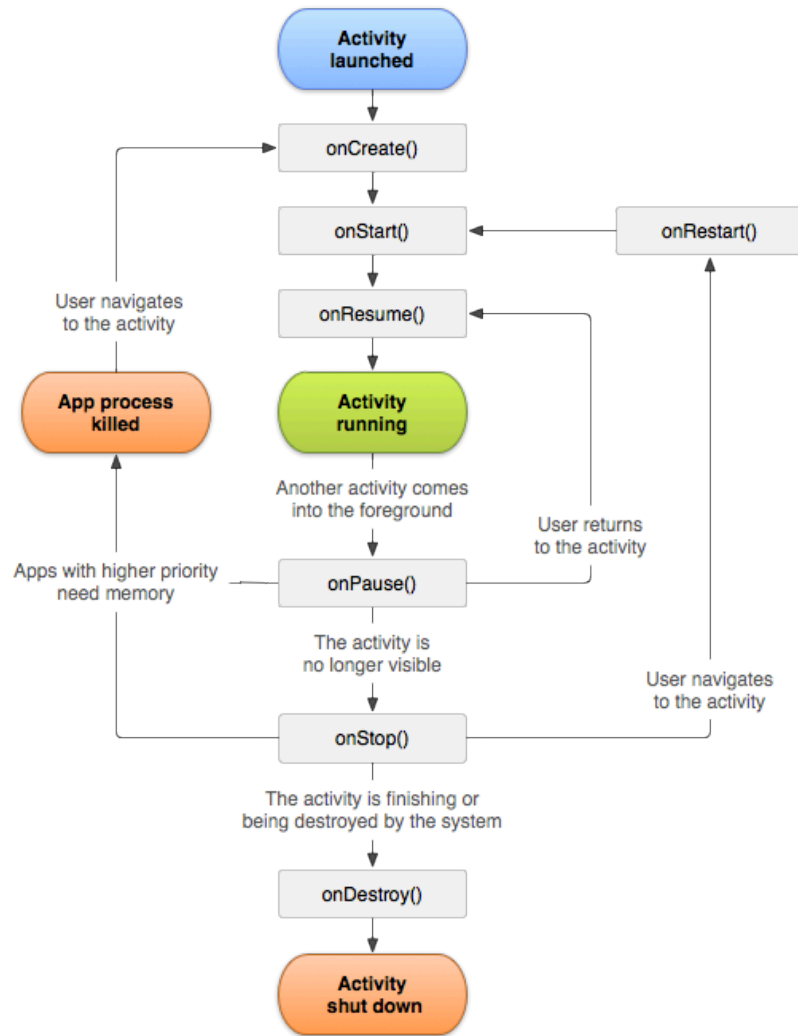 Activity
launched
onCreate()
onStart()
onRestart()
User navigates
to the activity
onResume()
App process
killed
Activity
running
Another activity comes
into the foreground
User returns
to the activity
Apps with higher priority
need memory
onPause()
The activity is
no longer visible
User navigates
to the activity
onStop()
The activity is finishing or
being destroyed by the system
onDestroy()
Activity
shut down